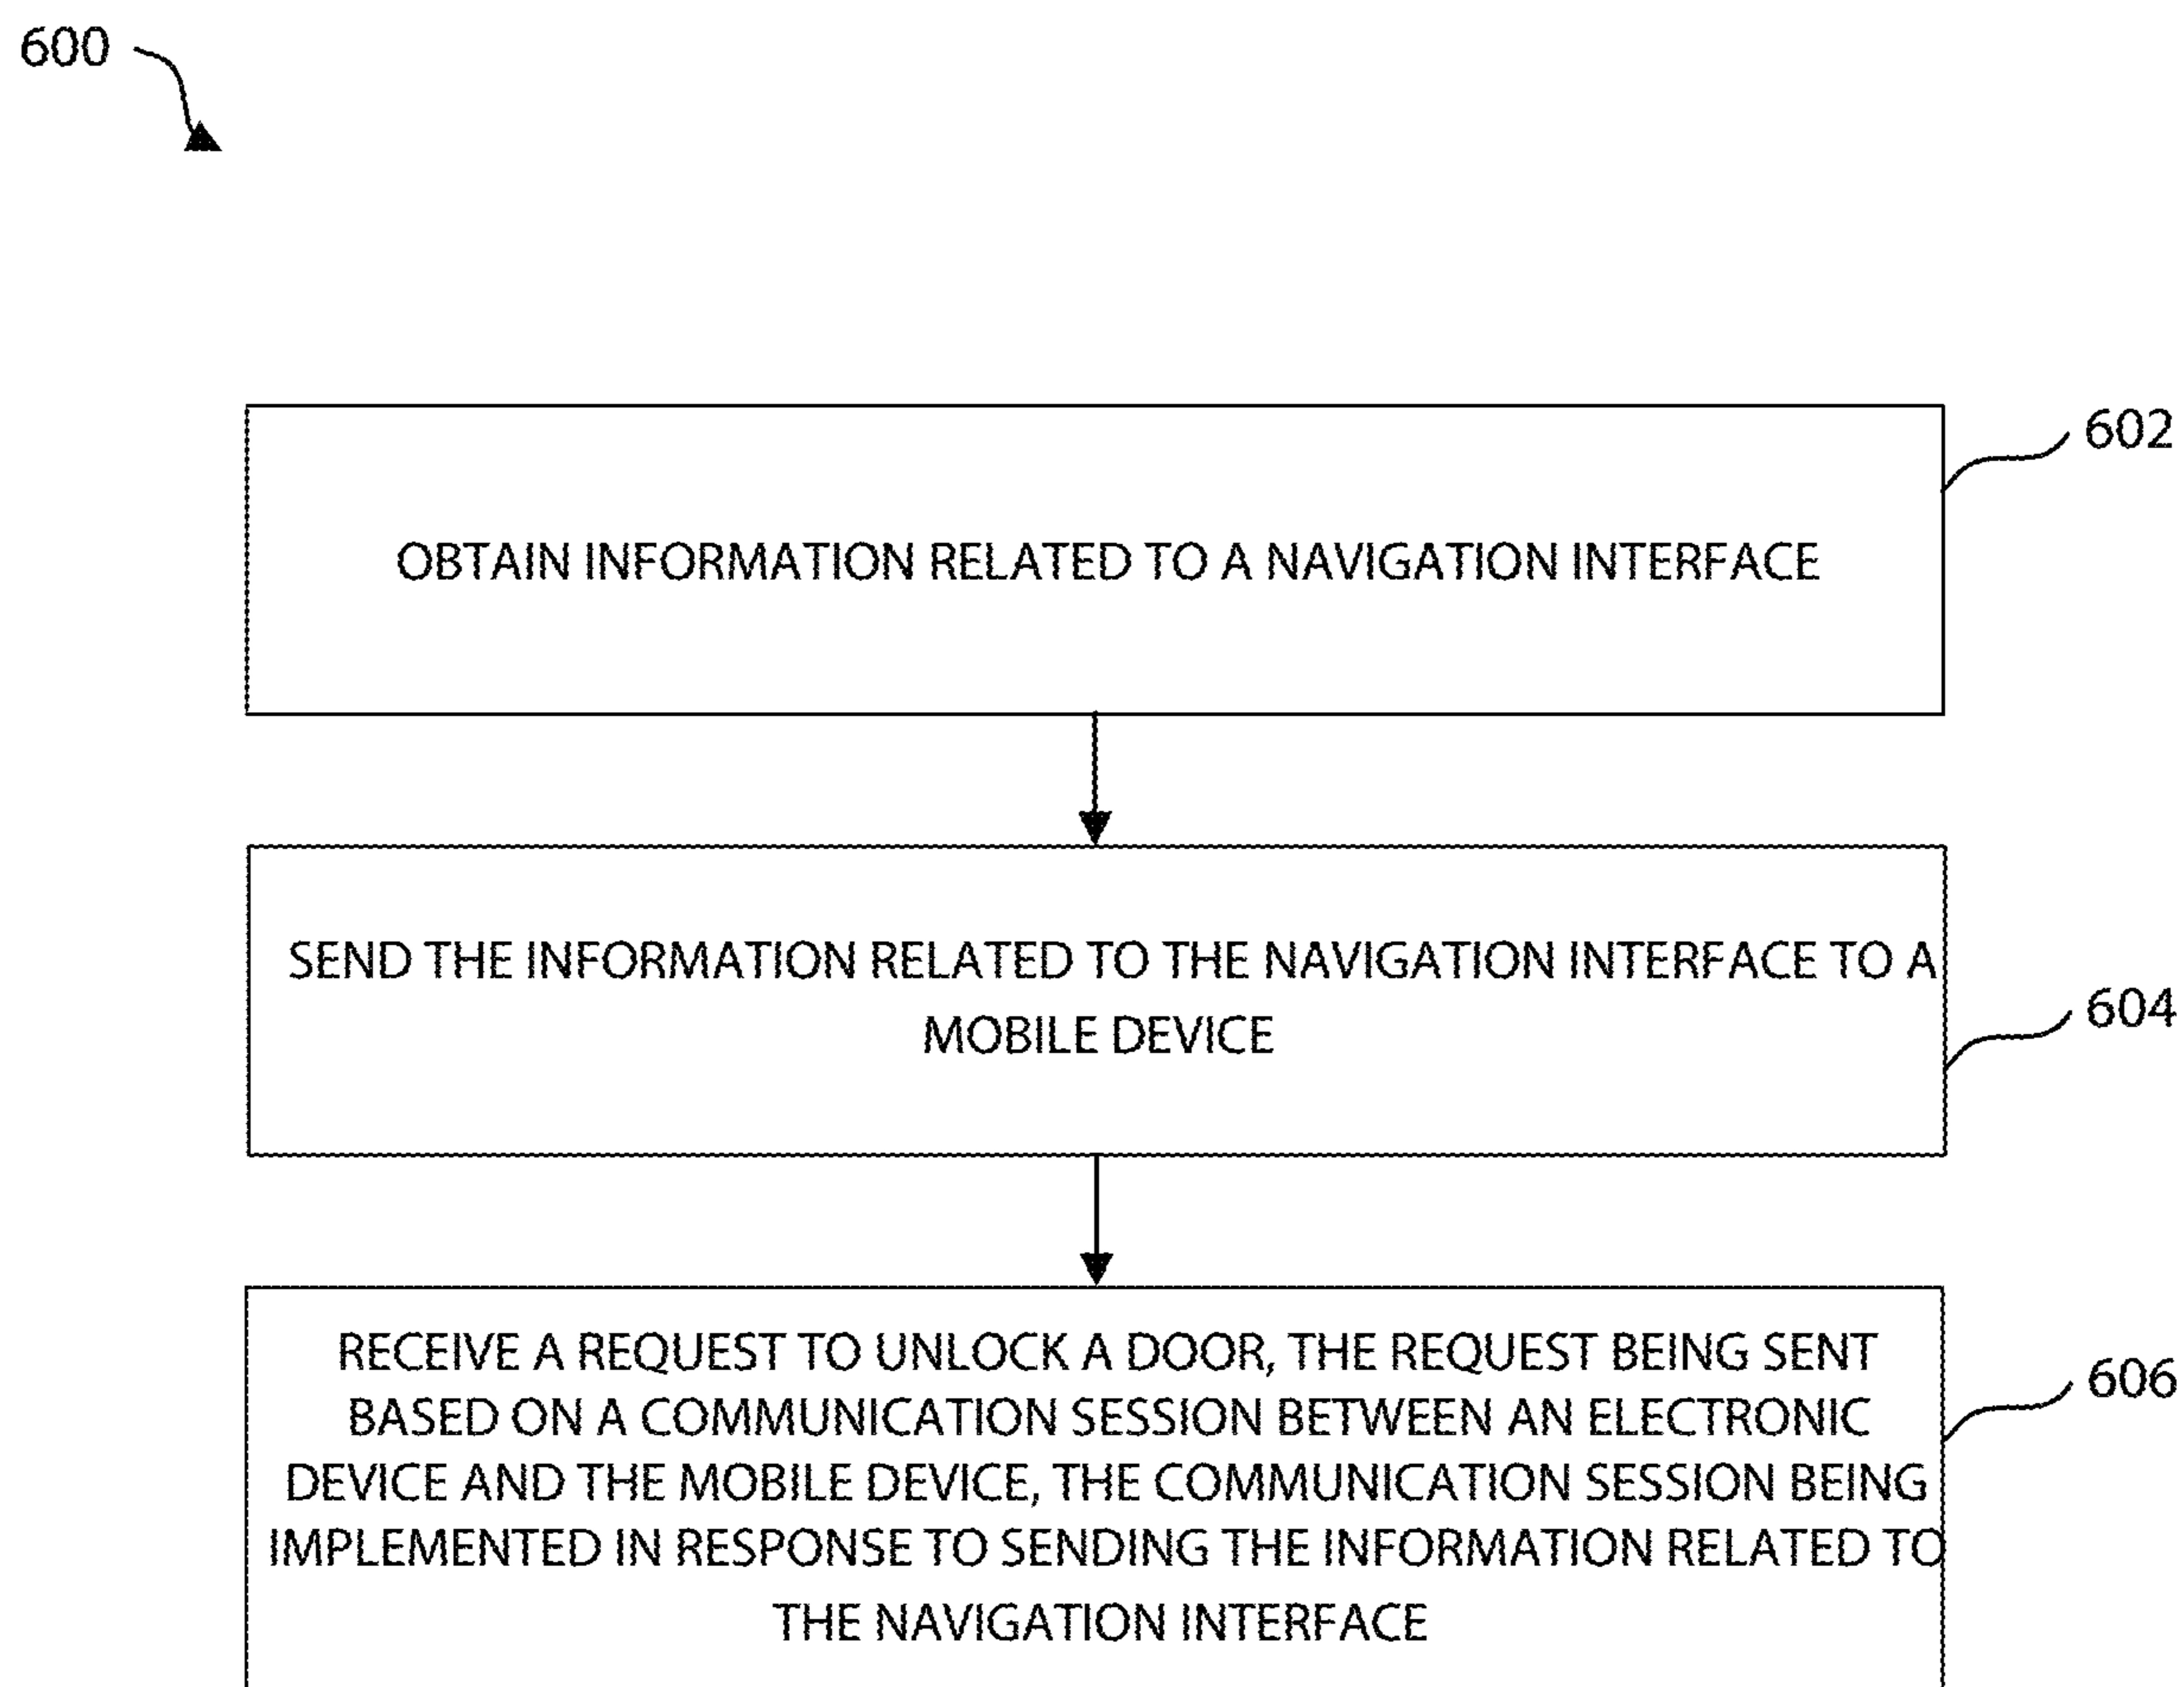 600
602
OBTAIN INFORMATION RELATED TO A NAVIGATION INTERFACE
SEND THE INFORMATION RELATED TO THE NAVIGATION INTERFACE TO A
MOBILE DEVICE
604
RECEIVE A REQUEST TO UNLOCK A DOOR, THE REQUEST BEING SENT
606
BASED ON A COMMUNICATION SESSION BETWEEN AN ELECTRONIC
DEVICE AND THE MOBILE DEVICE, THE COMMUNICATION SESSION BEING
IMPLEMENTED IN RESPONSE TO SENDING THE INFORMATION RELATED TO
THE NAVIGATION INTERFACE